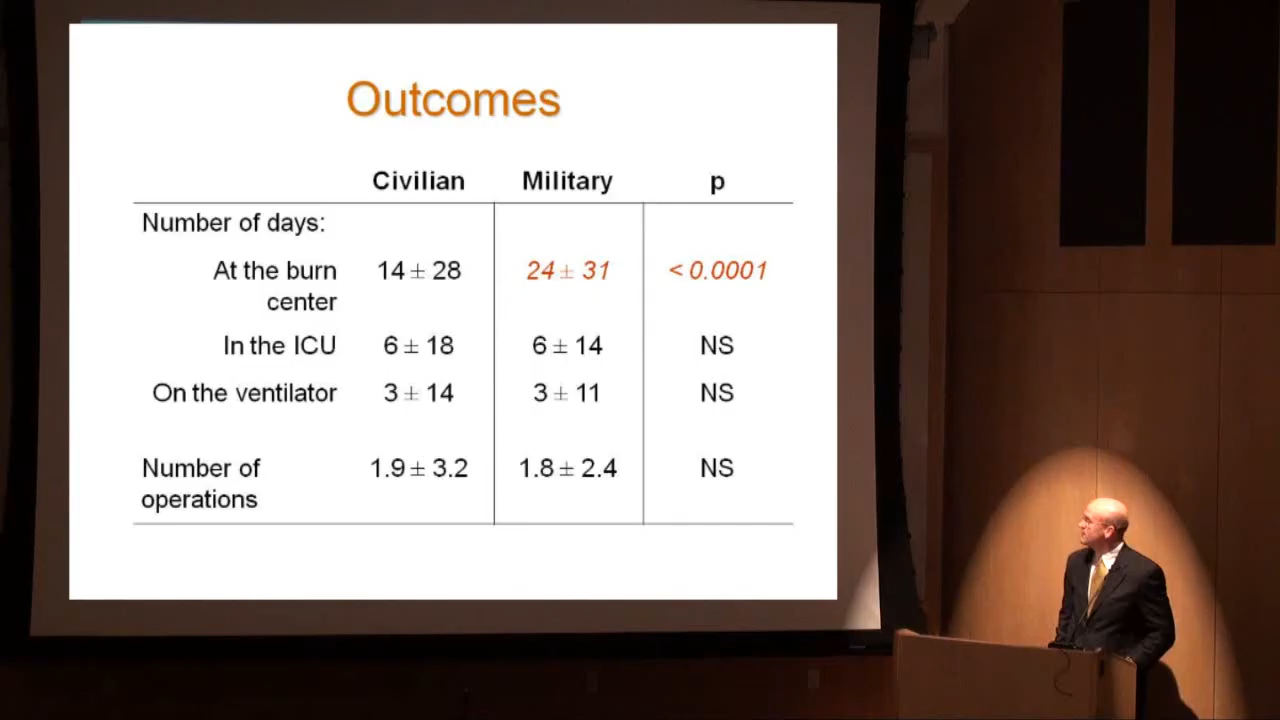 Outcomes
Civilian Military p
Number of days:
At the burn 14 ± 28 24 ± 31 < 0.0001
center
In the ICU 6 ± 18 6 ± 14 NS
On the ventilator 3 ± 14 3 ± 11 NS
Number of 1.9 ± 3.2 1.8 ± 2.4 NS
operations